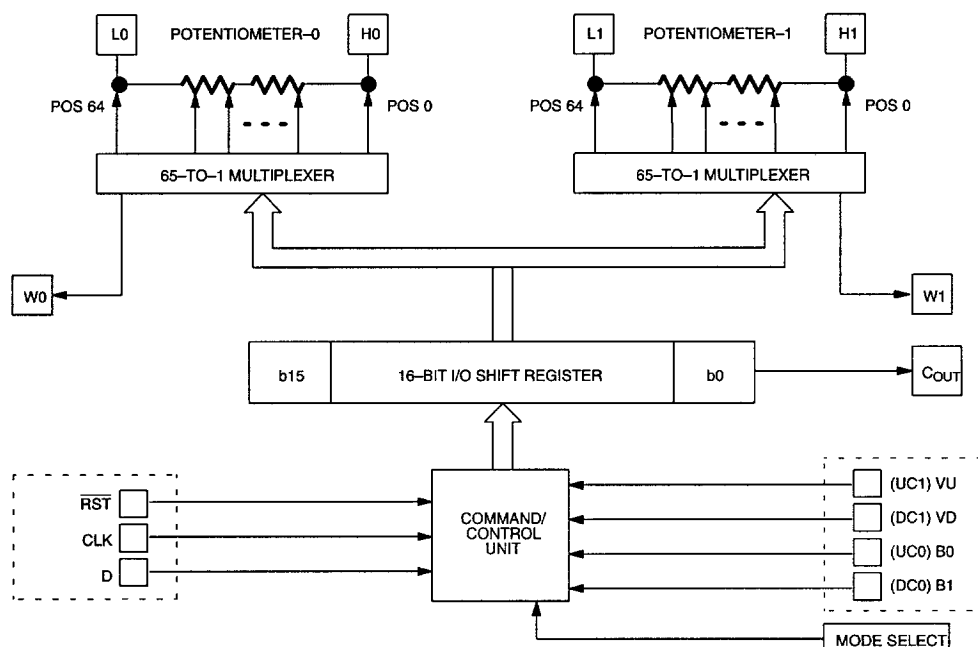 L0 POTENTIOMETER–0 H0
L1 POTENTIOMETER–1 H1
POS 64 POS 0
POS 64 POS 0
65–TO–1 MULTIPLEXER
65–TO–1 MULTIPLEXER
W0
W1
b15 16–BIT I/O SHIFT REGISTER b0
COUT
RST
CLK
D
COMMAND/
CONTROL
UNIT
(UC1) VU
(DC1) VD
(UC0) B0
(DC0) B1
MODE SELECT